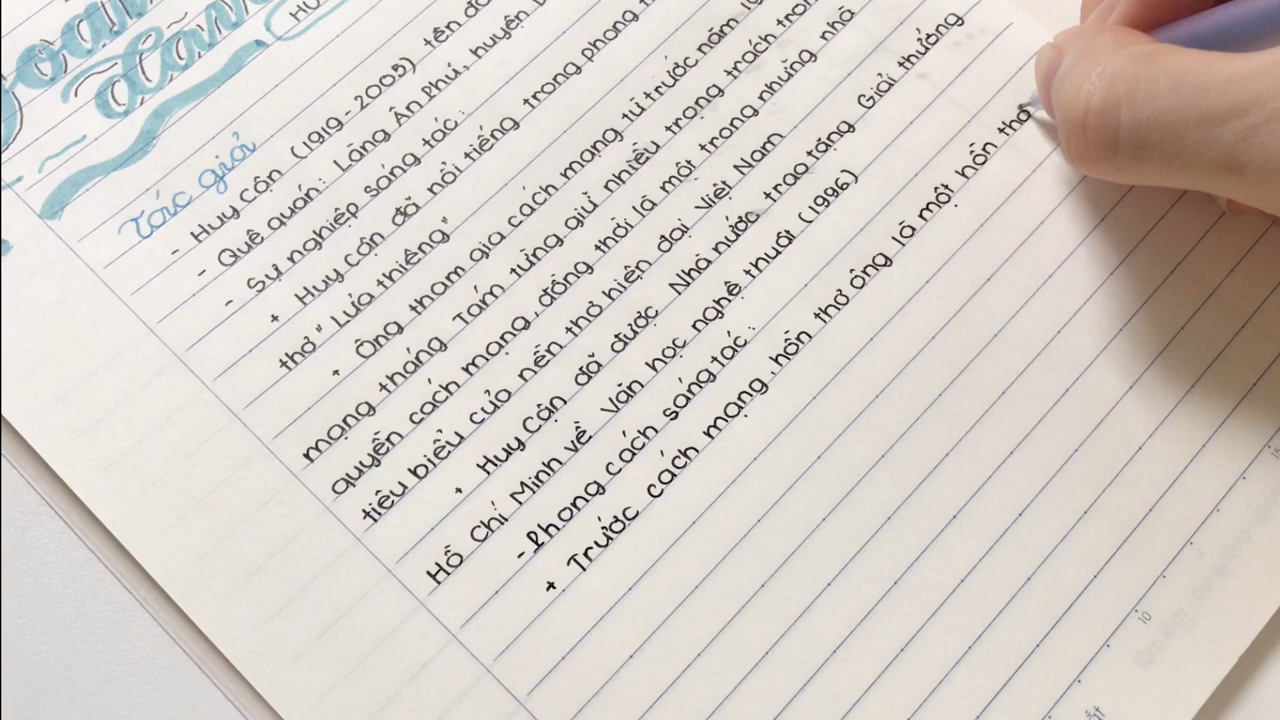 Đoàn
HU
Tác giả
- Huy Cận (1919-2005) tên
- Quê quán: Làng Ân Phú, huyện
- Sự nghiệp sáng tác:
+ Huy Cận đã nổi tiếng trong phong
thơ "Lửa thiêng"
+ Ông tham gia cách mạng từ trước năm 19
mạng tháng Tám từng giữ nhiều trọng trách tron
quyền cách mạng, đồng thời là một trong những nhà
tiêu biểu của nền thơ hiện đại Việt Nam
+ Huy Cận đã được Nhà nước trao tặng Giải thưởng
Hồ Chí Minh về Văn học nghệ thuật (1996)
- Phong cách sáng tác:
+ Trước cách mạng, hồn thơ ông là một hồn thơ
10